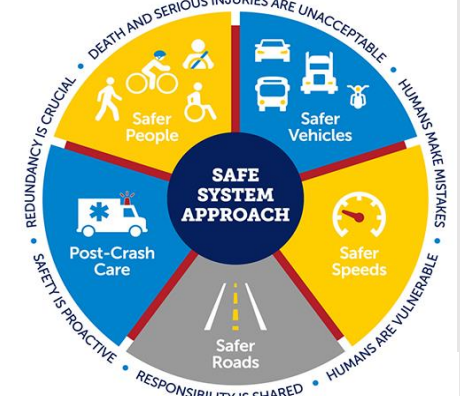 DEATH AND SERIOUS INJURIES ARE UNACCEPTABLE
HUMANS MAKE MISTAKES
HUMANS ARE VULNERABLE
RESPONSIBILITY IS SHARED
SAFETY IS PROACTIVE
REDUNDANCY IS CRUCIAL
Safer
People
Safer
Vehicles
SAFE
SYSTEM
APPROACH
Post-Crash
Care
Safer
Speeds
Safer
Roads